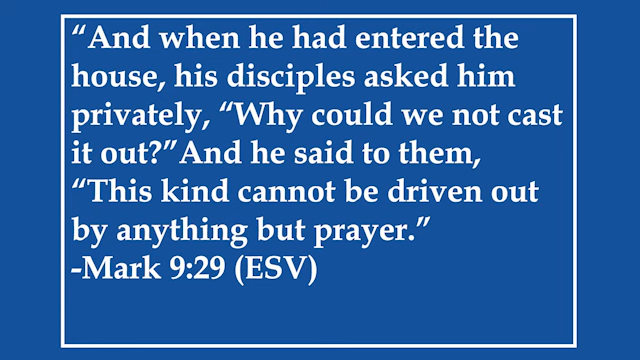 “And when he had entered the
house, his disciples asked him
privately, “Why could we not cast
it out?”And he said to them,
“This kind cannot be driven out
by anything but prayer.”
-Mark 9:29 (ESV)